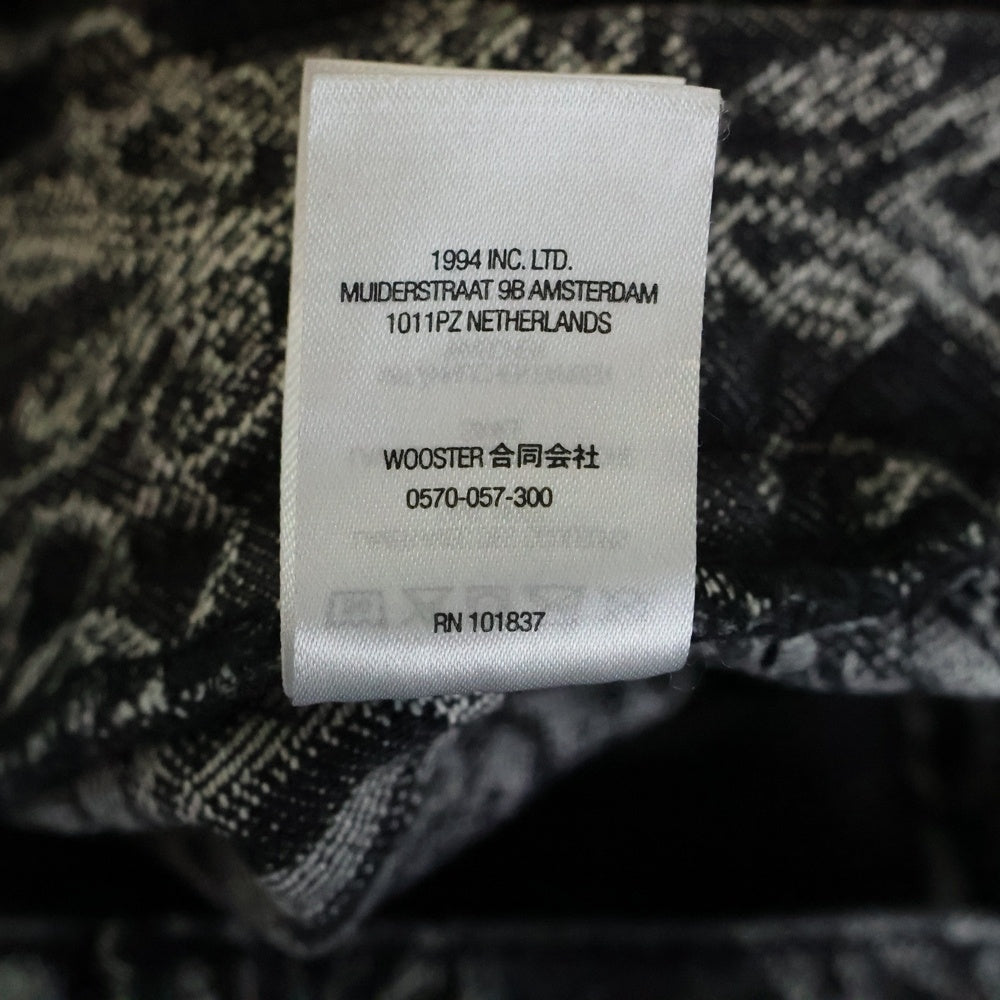 1994 INC. LTD.
MUIDERSTRAAT 9B AMSTERDAM
1011PZ NETHERLANDS
WOOSTER 合同会社
0570-057-300
RN 101837